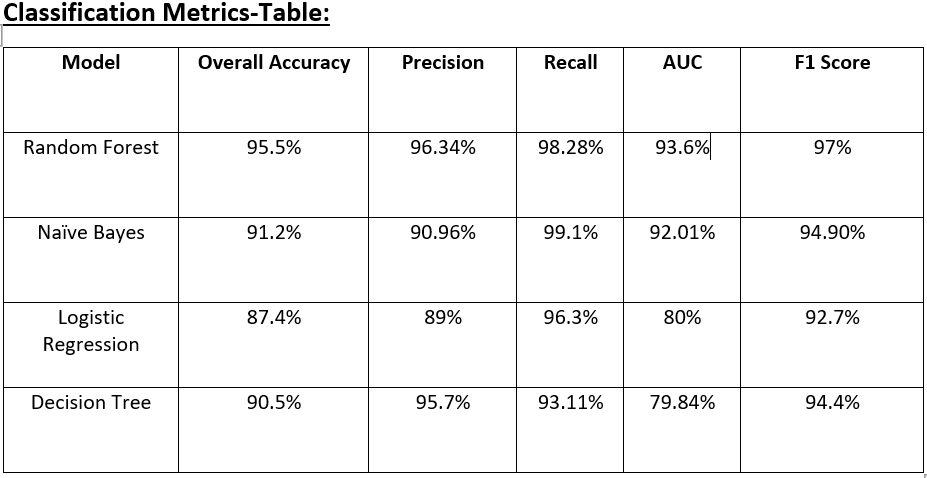 Classification Metrics-Table:
Model Overall Accuracy Precision Recall AUC F1 Score
Random Forest 95.5% 96.34% 98.28% 93.6% 97%
Naïve Bayes 91.2% 90.96% 99.1% 92.01% 94.90%
Logistic 87.4% 89% 96.3% 80% 92.7%
Regression
Decision Tree 90.5% 95.7% 93.11% 79.84% 94.4%